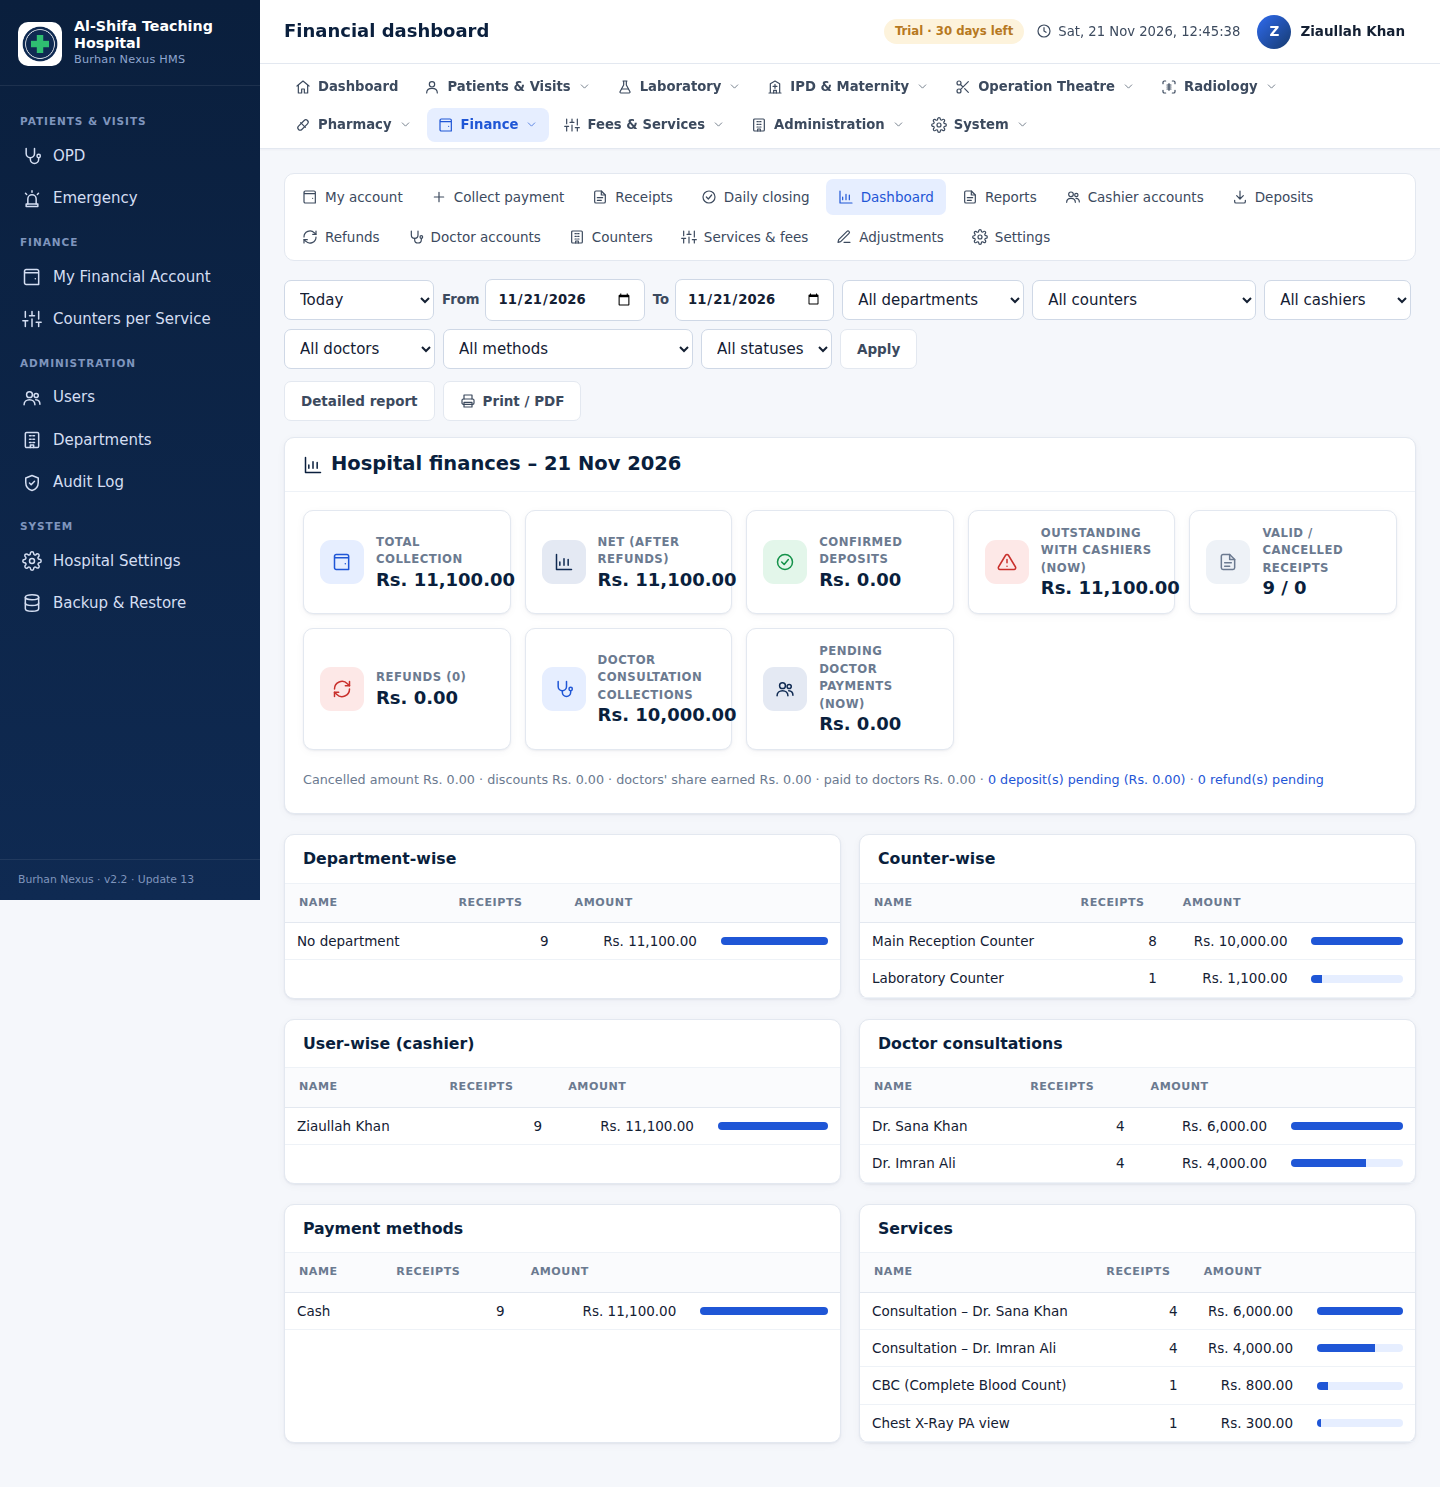 Al-Shifa Teaching
Hospital
Burhan Nexus HMS
PATIENTS & VISITS
OPD
Emergency
FINANCE
My Financial Account
Counters per Service
ADMINISTRATION
Users
Departments
Audit Log
SYSTEM
Hospital Settings
Backup & Restore
Burhan Nexus · v2.2 · Update 13
Financial dashboard
Trial · 30 days left
Sat, 21 Nov 2026, 12:45:38
Z
Ziaullah Khan
Dashboard Patients & Visits Laboratory IPD & Maternity Operation Theatre Radiology
Pharmacy Finance Fees & Services Administration System
My account Collect payment Receipts Daily closing Dashboard Reports Cashier accounts Deposits
Refunds Doctor accounts Counters Services & fees Adjustments Settings
Today From 11/21/2026 To 11/21/2026 All departments All counters All cashiers
All doctors All methods All statuses Apply
Detailed report Print / PDF
Hospital finances – 21 Nov 2026
TOTAL
COLLECTION
Rs. 11,100.00
NET (AFTER
REFUNDS)
Rs. 11,100.00
CONFIRMED
DEPOSITS
Rs. 0.00
OUTSTANDING
WITH CASHIERS
(NOW)
Rs. 11,100.00
VALID /
CANCELLED
RECEIPTS
9 / 0
REFUNDS (0)
Rs. 0.00
DOCTOR
CONSULTATION
COLLECTIONS
Rs. 10,000.00
PENDING
DOCTOR
PAYMENTS
(NOW)
Rs. 0.00
Cancelled amount Rs. 0.00 · discounts Rs. 0.00 · doctors' share earned Rs. 0.00 · paid to doctors Rs. 0.00 · 0 deposit(s) pending (Rs. 0.00) · 0 refund(s) pending
Department-wise
NAME RECEIPTS AMOUNT
No department 9 Rs. 11,100.00
Counter-wise
NAME RECEIPTS AMOUNT
Main Reception Counter 8 Rs. 10,000.00
Laboratory Counter 1 Rs. 1,100.00
User-wise (cashier)
NAME RECEIPTS AMOUNT
Ziaullah Khan 9 Rs. 11,100.00
Doctor consultations
NAME RECEIPTS AMOUNT
Dr. Sana Khan 4 Rs. 6,000.00
Dr. Imran Ali 4 Rs. 4,000.00
Payment methods
NAME RECEIPTS AMOUNT
Cash 9 Rs. 11,100.00
Services
NAME RECEIPTS AMOUNT
Consultation – Dr. Sana Khan 4 Rs. 6,000.00
Consultation – Dr. Imran Ali 4 Rs. 4,000.00
CBC (Complete Blood Count) 1 Rs. 800.00
Chest X-Ray PA view 1 Rs. 300.00